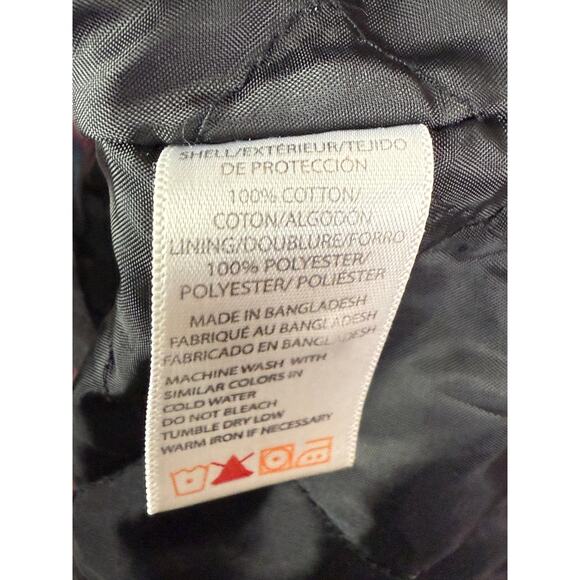 SHELL/EXTÉRIEUR/TEJIDO
DE PROTECCIÓN
100% COTTON/
COTON/ALGODÓN
LINING/DOUBLURE/FORRO
100% POLYESTER/
POLYESTER/ POLIÉSTER
MADE IN BANGLADESH
FABRIQUÉ AU BANGLADESH
FABRICADO EN BANGLADESH
MACHINE WASH WITH
SIMILAR COLORS IN
COLD WATER
DO NOT BLEACH
TUMBLE DRY LOW
WARM IRON IF NECESSARY